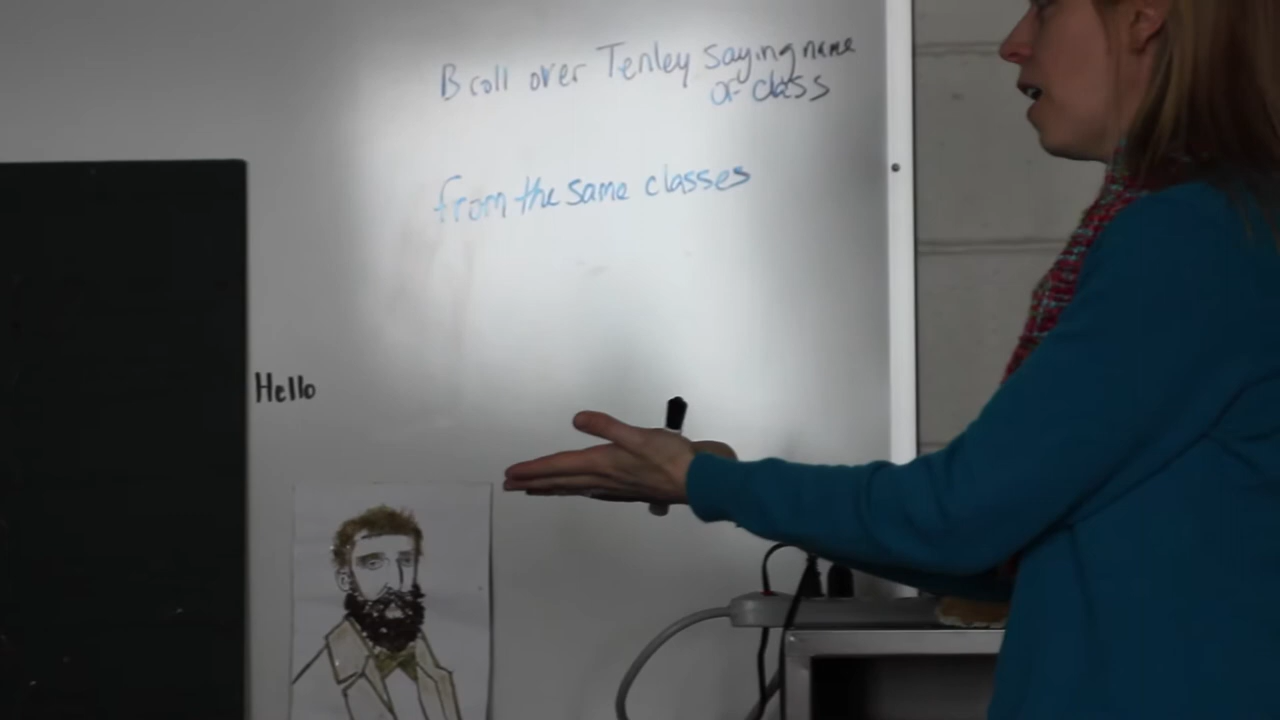 B roll over Tenley saying name
of class
from the same classes
Hello